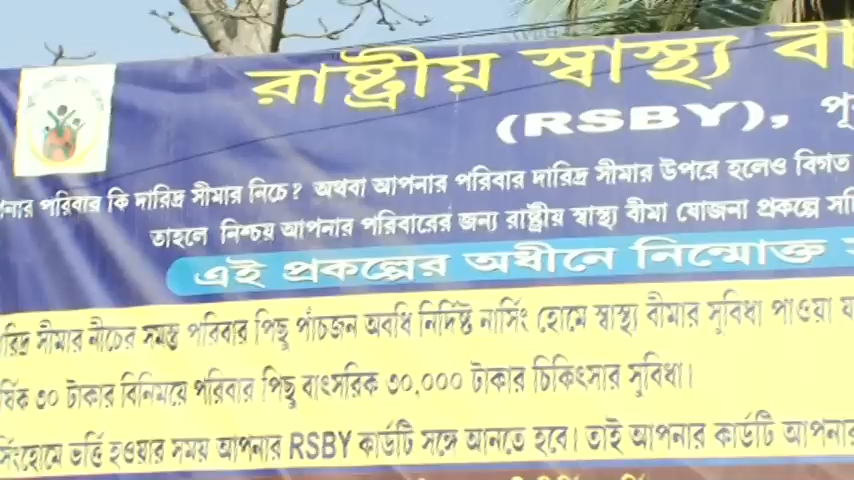 রাষ্ট্রীয় স্বাস্থ্য
(RSBY),
পরিবার কি দারিদ্র সীমার নিচে? অথবা আপনার পরিবার দারিদ্র সীমার উপরে হলেও বিগত
তাহলে নিশ্চয় আপনার পরিবারের জন্য রাষ্ট্রীয় স্বাস্থ্য বীমা যোজনা প্রকল্পে
এই প্রকল্পের অধীনে নিন্মোক্ত
সীমার নীচের সমস্ত পরিবার পিছু পাঁচজন অবধি নির্দিষ্ট নার্সিং হোমে স্বাস্থ্য বীমার সুবিধা পাওয়া
৩০ টাকার বিনিময়ে পরিবার পিছু বাৎসরিক ৩০,০০০ টাকার চিকিৎসার সুবিধা।
ভর্ত্তি হওয়ার সময় আপনার RSBY কার্ডটি সঙ্গে আনতে হবে। তাই আপনার কার্ডটি আপনার